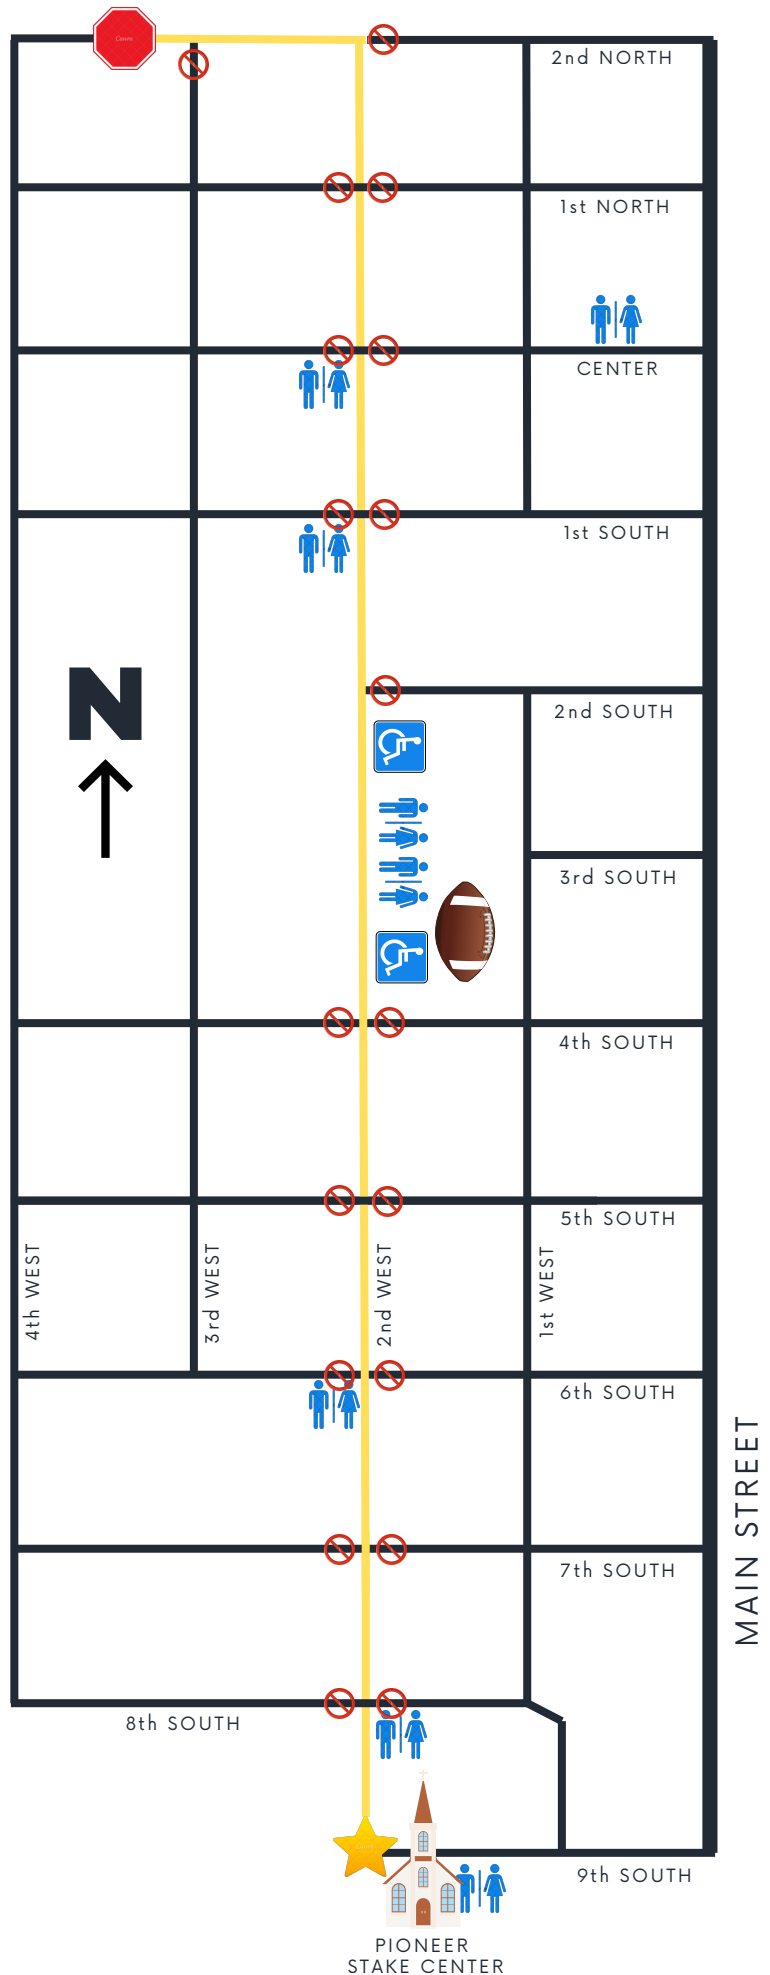 2nd NORTH
1st NORTH
CENTER
1st SOUTH
N
2nd SOUTH
3rd SOUTH
4th SOUTH
5th SOUTH
4th WEST
3rd WEST
2nd WEST
1st WEST
6th SOUTH
MAIN STREET
7th SOUTH
8th SOUTH
9th SOUTH
PIONEER
STAKE CENTER